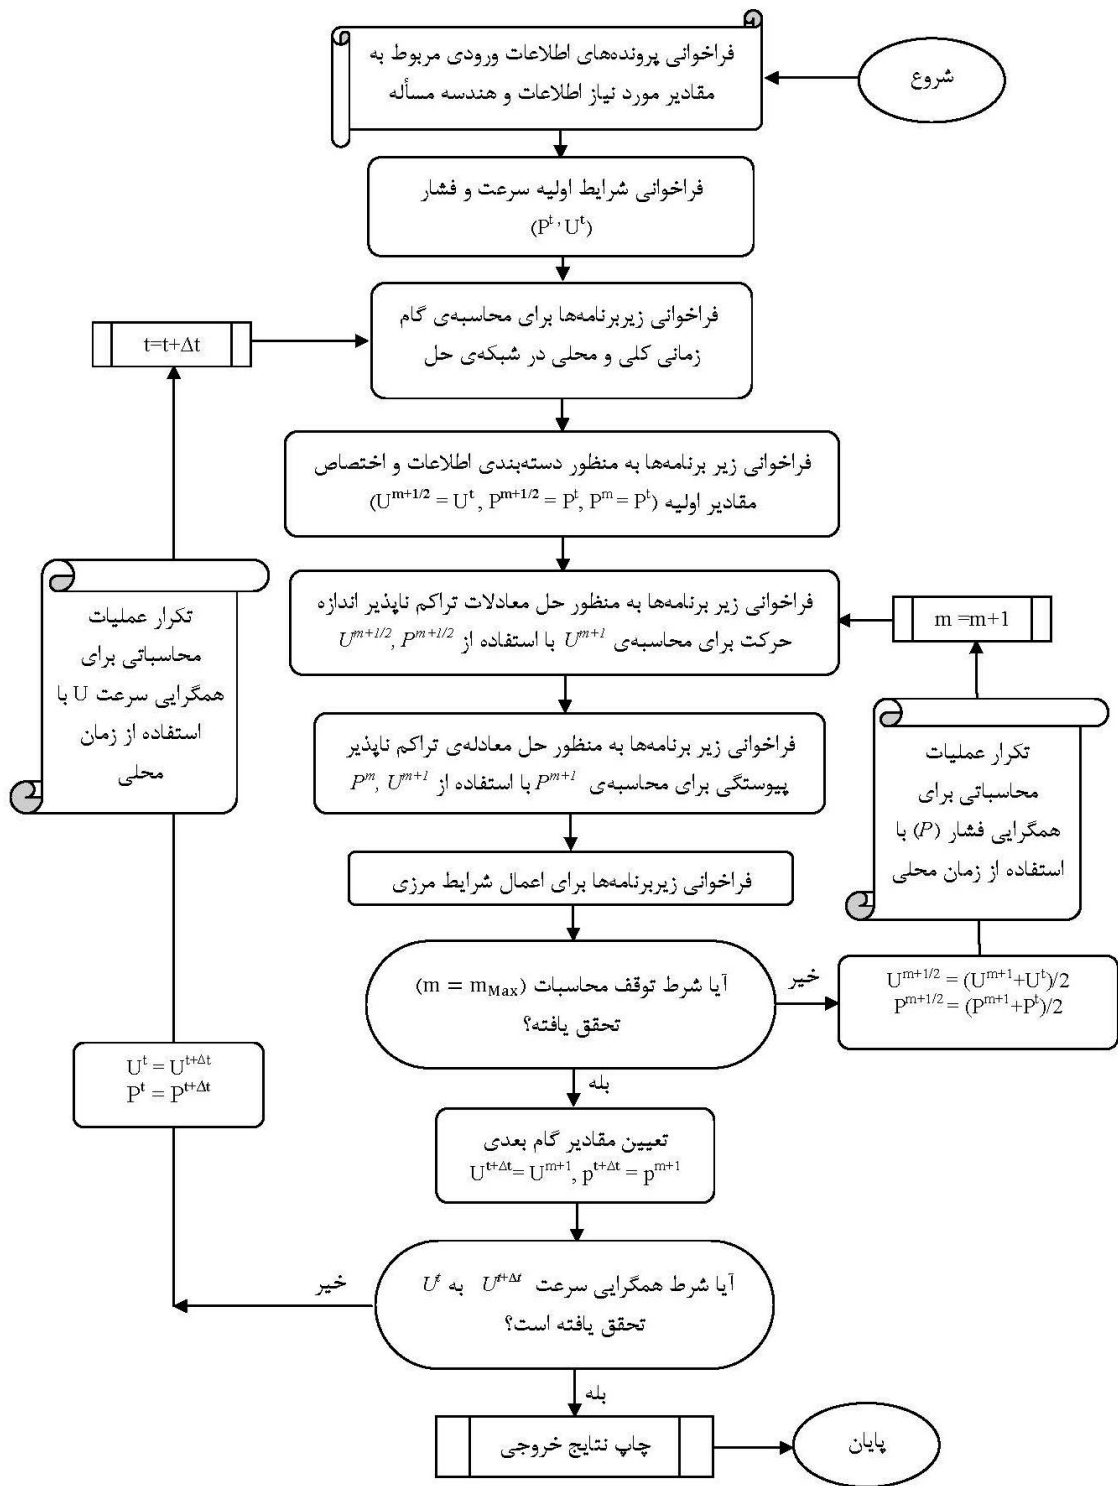 شروع
فراخوانی پرونده‌های اطلاعات ورودی مربوط به
مقادیر مورد نیاز اطلاعات و هندسه مسأله
فراخوانی شرایط اولیه سرعت و فشار
(Pᵗ, Uᵗ)
فراخوانی زیربرنامه‌ها برای محاسبه‌ی گام
زمانی کلی و محلی در شبکه‌ی حل
t=t+Δt
فراخوانی زیر برنامه‌ها به منظور دسته‌بندی اطلاعات و اختصاص
مقادیر اولیه (U^{m+1/2} = U^t, P^{m+1/2} = P^t, P^m = P^t)
فراخوانی زیر برنامه‌ها به منظور حل معادلات تراکم ناپذیر اندازه
حرکت برای محاسبه‌ی U^{m+1} با استفاده از U^{m+1/2}, P^{m+1/2}
m =m+1
فراخوانی زیر برنامه‌ها به منظور حل معادله‌ی تراکم ناپذیر
پیوستگی برای محاسبه‌ی P^{m+1} با استفاده از P^m, U^{m+1}
تکرار عملیات
محاسباتی برای
همگرایی سرعت U با
استفاده از زمان
محلی
تکرار عملیات
محاسباتی برای
همگرایی فشار (P) با
استفاده از زمان محلی
فراخوانی زیربرنامه‌ها برای اعمال شرایط مرزی
آیا شرط توقف محاسبات (m = m_{Max})
تحقق یافته؟
خیر
U^{m+1/2} = (U^{m+1}+U^t)/2
P^{m+1/2} = (P^{m+1}+P^t)/2
بله
تعیین مقادیر گام بعدی
U^{t+Δt}= U^{m+1}, p^{t+Δt} = p^{m+1}
U^t = U^{t+Δt}
P^t = P^{t+Δt}
آیا شرط همگرایی سرعت U^{t+Δt} به U^t
تحقق یافته است؟
خیر
بله
چاپ نتایج خروجی
پایان